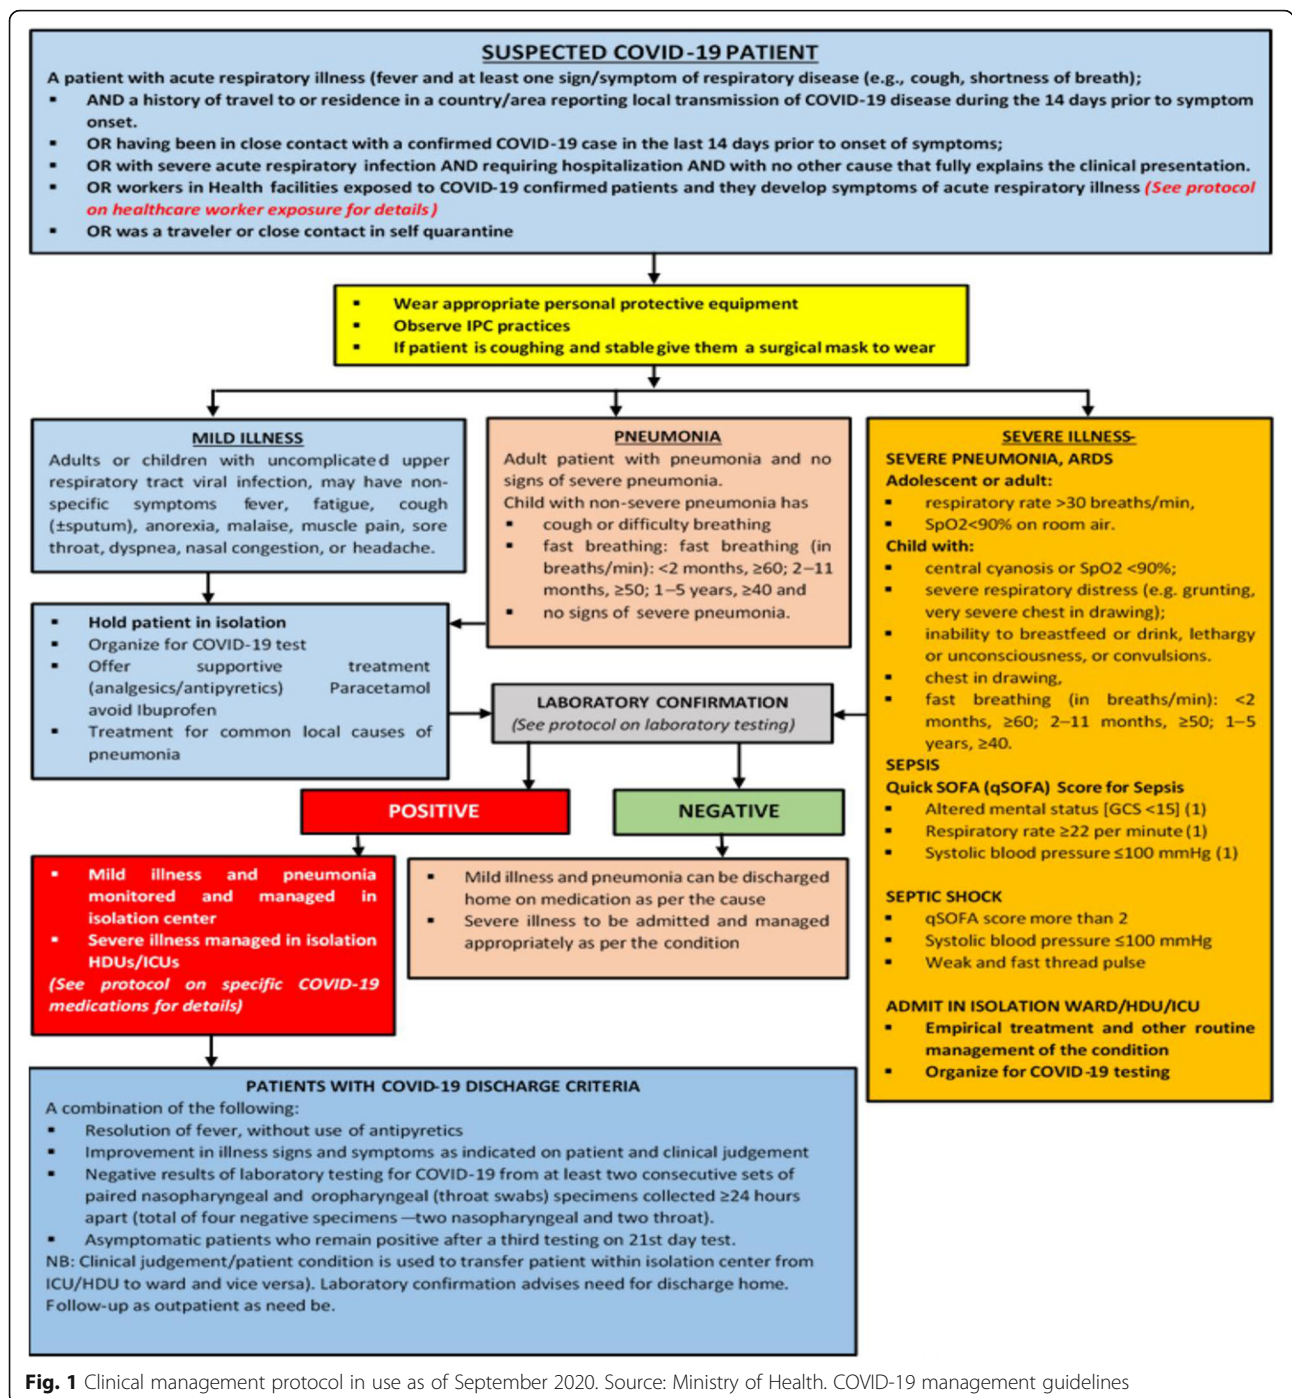 SUSPECTED COVID-19 PATIENT
A patient with acute respiratory illness (fever and at least one sign/symptom of respiratory disease (e.g., cough, shortness of breath);
▪ AND a history of travel to or residence in a country/area reporting local transmission of COVID-19 disease during the 14 days prior to symptom
onset.
▪ OR having been in close contact with a confirmed COVID-19 case in the last 14 days prior to onset of symptoms;
▪ OR with severe acute respiratory infection AND requiring hospitalization AND with no other cause that fully explains the clinical presentation.
▪ OR workers in Health facilities exposed to COVID-19 confirmed patients and they develop symptoms of acute respiratory illness (See protocol
on healthcare worker exposure for details)
▪ OR was a traveler or close contact in self quarantine
▪ Wear appropriate personal protective equipment
▪ Observe IPC practices
▪ If patient is coughing and stable give them a surgical mask to wear
MILD ILLNESS
Adults or children with uncomplicated upper
respiratory tract viral infection, may have non-
specific symptoms fever, fatigue, cough
(±sputum), anorexia, malaise, muscle pain, sore
throat, dyspnea, nasal congestion, or headache.
PNEUMONIA
Adult patient with pneumonia and no
signs of severe pneumonia.
Child with non-severe pneumonia has
▪ cough or difficulty breathing
▪ fast breathing: fast breathing (in
breaths/min): <2 months, ≥60; 2–11
months, ≥50; 1–5 years, ≥40 and
▪ no signs of severe pneumonia.
SEVERE ILLNESS-
SEVERE PNEUMONIA, ARDS
Adolescent or adult:
▪ respiratory rate >30 breaths/min,
▪ SpO2<90% on room air.
Child with:
▪ central cyanosis or SpO2 <90%;
▪ severe respiratory distress (e.g. grunting,
very severe chest in drawing);
▪ inability to breastfeed or drink, lethargy
or unconsciousness, or convulsions.
▪ chest in drawing,
▪ fast breathing (in breaths/min): <2
months, ≥60; 2–11 months, ≥50; 1–5
years, ≥40.
SEPSIS
Quick SOFA (qSOFA) Score for Sepsis
▪ Altered mental status [GCS <15] (1)
▪ Respiratory rate ≥22 per minute (1)
▪ Systolic blood pressure ≤100 mmHg (1)
SEPTIC SHOCK
▪ qSOFA score more than 2
▪ Systolic blood pressure ≤100 mmHg
▪ Weak and fast thread pulse
ADMIT IN ISOLATION WARD/HDU/ICU
▪ Empirical treatment and other routine
management of the condition
▪ Organize for COVID-19 testing
▪ Hold patient in isolation
▪ Organize for COVID-19 test
▪ Offer supportive treatment
(analgesics/antipyretics) Paracetamol
avoid Ibuprofen
▪ Treatment for common local causes of
pneumonia
LABORATORY CONFIRMATION
(See protocol on laboratory testing)
POSITIVE
NEGATIVE
▪ Mild illness and pneumonia
monitored and managed in
isolation center
▪ Severe illness managed in isolation
HDUs/ICUs
(See protocol on specific COVID-19
medications for details)
▪ Mild illness and pneumonia can be discharged
home on medication as per the cause
▪ Severe illness to be admitted and managed
appropriately as per the condition
PATIENTS WITH COVID-19 DISCHARGE CRITERIA
A combination of the following:
▪ Resolution of fever, without use of antipyretics
▪ Improvement in illness signs and symptoms as indicated on patient and clinical judgement
▪ Negative results of laboratory testing for COVID-19 from at least two consecutive sets of
paired nasopharyngeal and oropharyngeal (throat swabs) specimens collected ≥24 hours
apart (total of four negative specimens —two nasopharyngeal and two throat).
▪ Asymptomatic patients who remain positive after a third testing on 21st day test.
NB: Clinical judgement/patient condition is used to transfer patient within isolation center from
ICU/HDU to ward and vice versa). Laboratory confirmation advises need for discharge home.
Follow-up as outpatient as need be.
Fig. 1 Clinical management protocol in use as of September 2020. Source: Ministry of Health. COVID-19 management guidelines